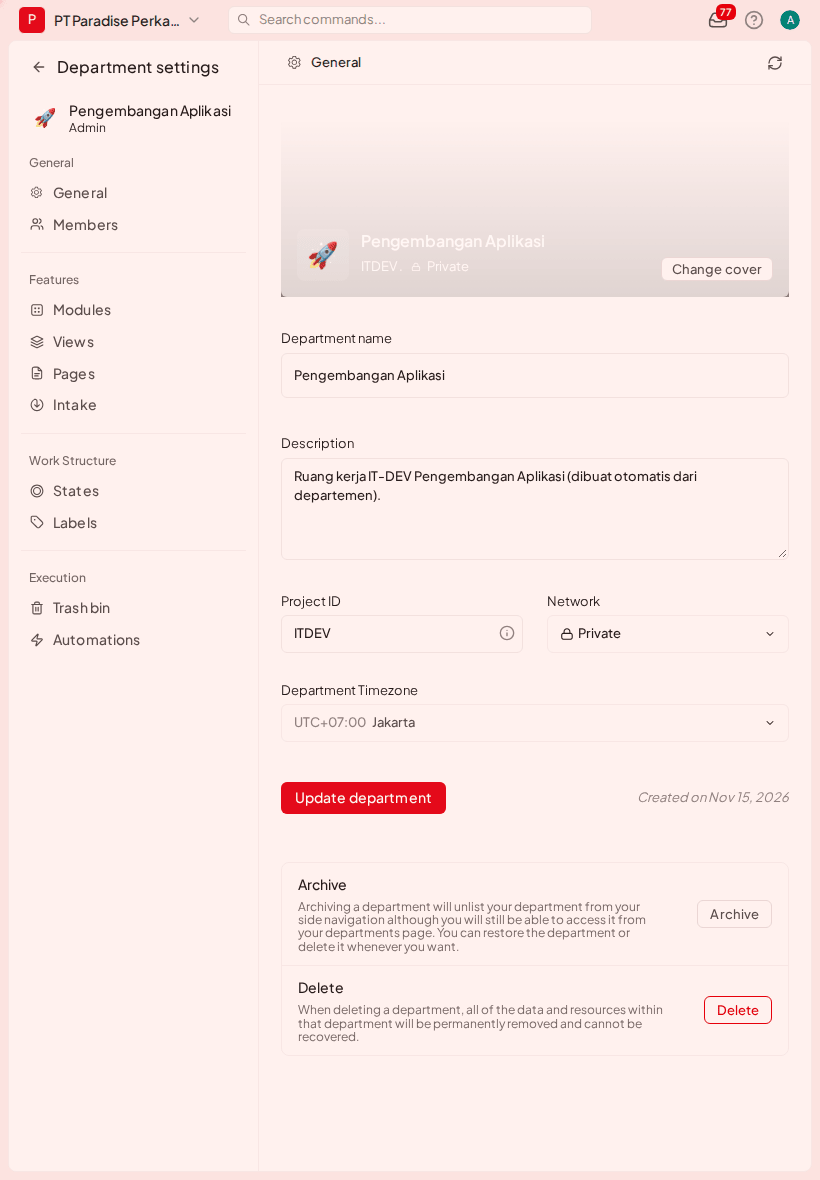 P PT Paradise Perka...
Search commands...
77
A
Department settings
Pengembangan Aplikasi
Admin
General
General
Members
Features
Modules
Views
Pages
Intake
Work Structure
States
Labels
Execution
Trash bin
Automations
General
Pengembangan Aplikasi
ITDEV . Private
Change cover
Department name
Pengembangan Aplikasi
Description
Ruang kerja IT-DEV Pengembangan Aplikasi (dibuat otomatis dari
departemen).
Project ID
Network
ITDEV
Private
Department Timezone
UTC+07:00 Jakarta
Update department
Created on Nov 15, 2026
Archive
Archiving a department will unlist your department from your
side navigation although you will still be able to access it from
your departments page. You can restore the department or
delete it whenever you want.
Archive
Delete
When deleting a department, all of the data and resources within
that department will be permanently removed and cannot be
recovered.
Delete